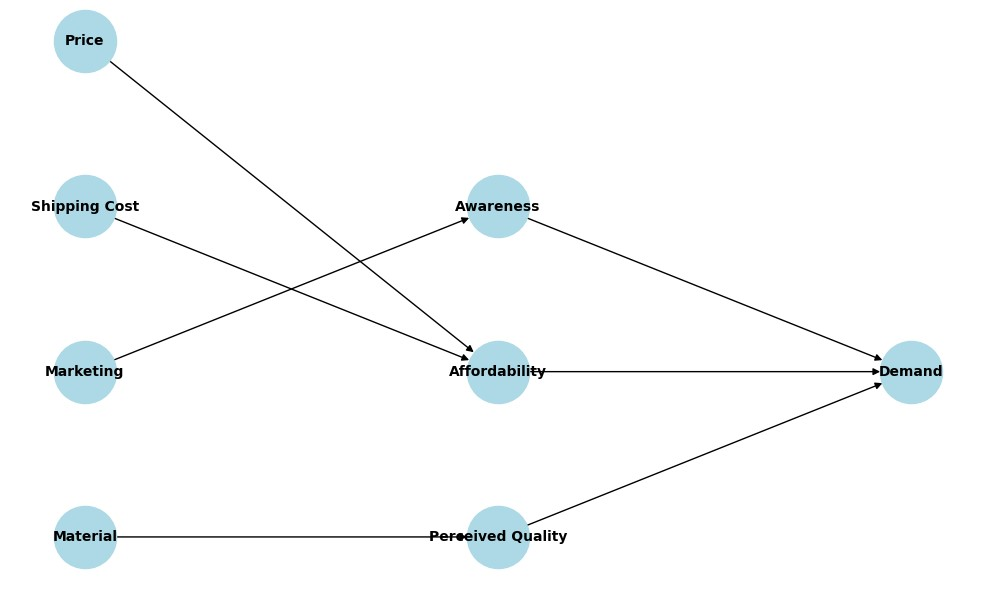 Price
Shipping Cost
Awareness
Marketing
Affordability
Demand
Material
Perceived Quality